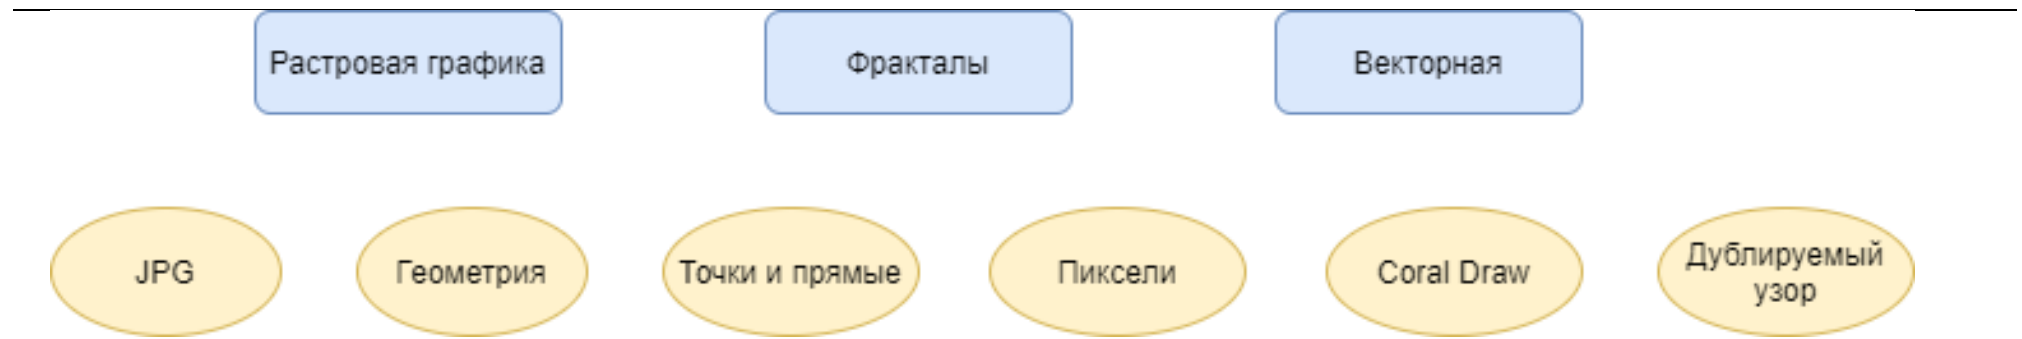 Растровая графика
Фракталы
Векторная
JPG
Геометрия
Точки и прямые
Пиксели
Coral Draw
Дублируемый
узор